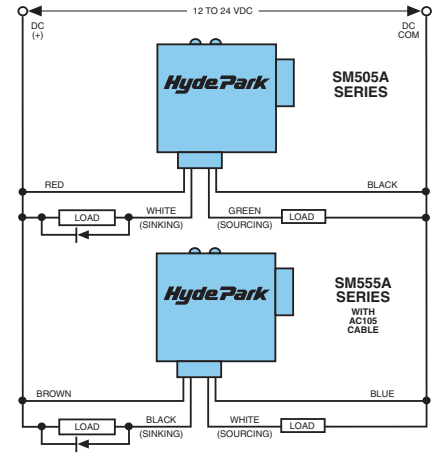 12 TO 24 VDC
DC
(+)
DC
COM
HydePark
SM505A
SERIES
RED
BLACK
LOAD
WHITE
(SINKING)
GREEN
(SOURCING)
LOAD
HydePark
SM555A
SERIES
WITH
AC105
CABLE
BROWN
BLUE
LOAD
BLACK
(SINKING)
WHITE
(SOURCING)
LOAD